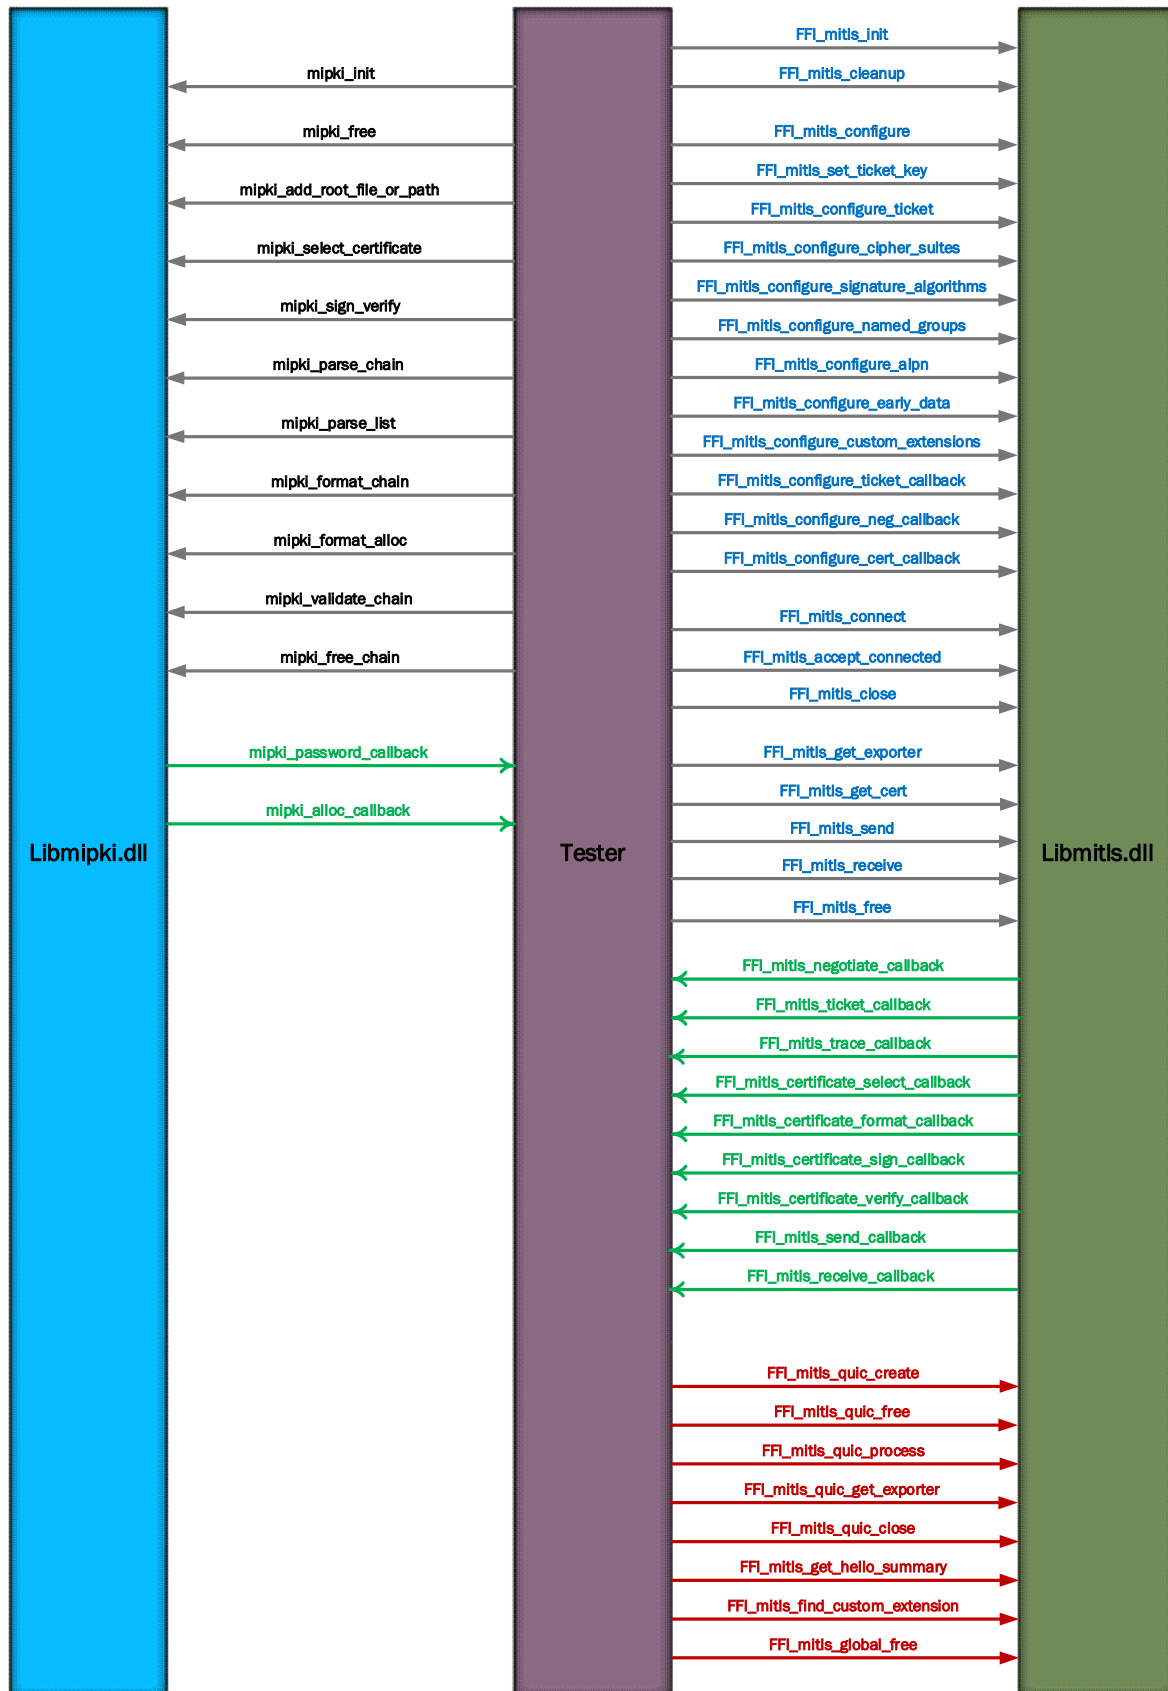 FFI_mitls_init
mipki_init
FFI_mitls_cleanup
mipki_free
FFI_mitls_configure
FFI_mitls_set_ticket_key
mipki_add_root_file_or_path
FFI_mitls_configure_ticket
mipki_select_certificate
FFI_mitls_configure_cipher_suites
FFI_mitls_configure_signature_algorithms
mipki_sign_verify
FFI_mitls_configure_named_groups
mipki_parse_chain
FFI_mitls_configure_alpn
FFI_mitls_configure_early_data
mipki_parse_list
FFI_mitls_configure_custom_extensions
mipki_format_chain
FFI_mitls_configure_ticket_callback
FFI_mitls_configure_neg_callback
mipki_format_alloc
FFI_mitls_configure_cert_callback
mipki_validate_chain
FFI_mitls_connect
mipki_free_chain
FFI_mitls_accept_connected
FFI_mitls_close
mipki_password_callback
FFI_mitls_get_exporter
FFI_mitls_get_cert
mipki_alloc_callback
FFI_mitls_send
Libmipki.dll
Tester
Libmitls.dll
FFI_mitls_receive
FFI_mitls_free
FFI_mitls_negotiate_callback
FFI_mitls_ticket_callback
FFI_mitls_trace_callback
FFI_mitls_certificate_select_callback
FFI_mitls_certificate_format_callback
FFI_mitls_certificate_sign_callback
FFI_mitls_certificate_verify_callback
FFI_mitls_send_callback
FFI_mitls_receive_callback
FFI_mitls_quic_create
FFI_mitls_quic_free
FFI_mitls_quic_process
FFI_mitls_quic_get_exporter
FFI_mitls_quic_close
FFI_mitls_get_hello_summary
FFI_mitls_find_custom_extension
FFI_mitls_global_free